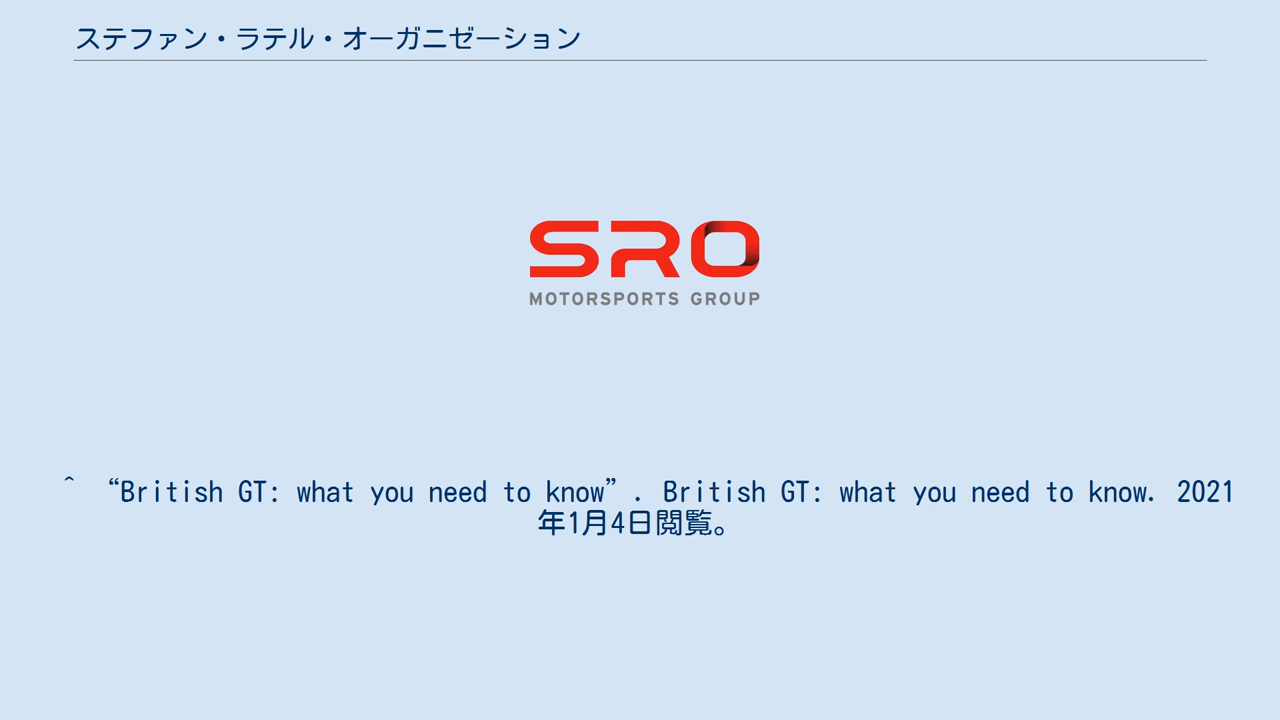 ステファン・ラテル・オーガニゼーション
SRO
MOTORSPORTS GROUP
^ “British GT: what you need to know”. British GT: what you need to know. 2021
年1月4日閲覧。